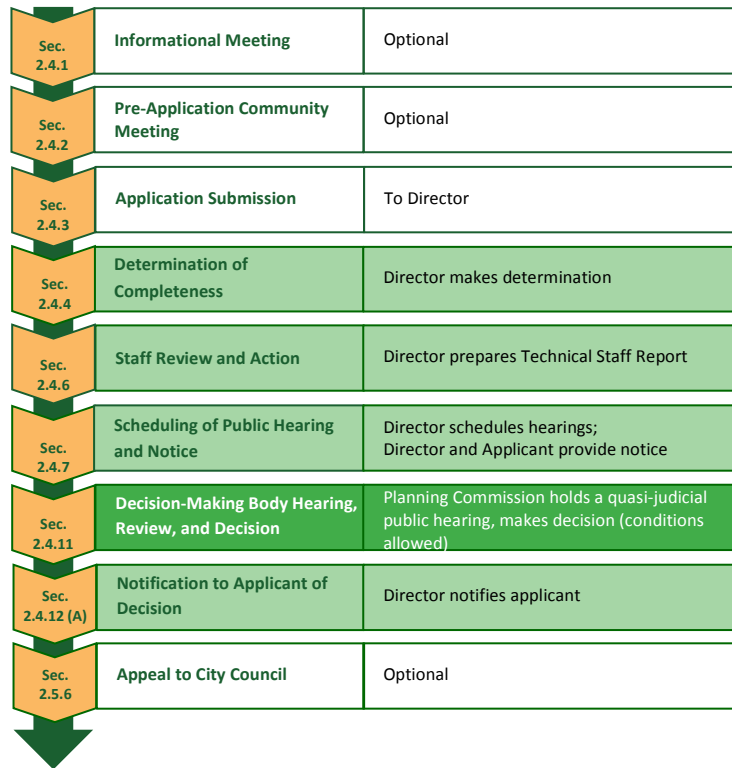 Sec.
2.4.1
Informational Meeting
Optional
Sec.
2.4.2
Pre-Application Community
Meeting
Optional
Sec.
2.4.3
Application Submission
To Director
Sec.
2.4.4
Determination of
Completeness
Director makes determination
Sec.
2.4.6
Staff Review and Action
Director prepares Technical Staff Report
Sec.
2.4.7
Scheduling of Public Hearing
and Notice
Director schedules hearings;
Director and Applicant provide notice
Sec.
2.4.11
Decision-Making Body Hearing,
Review, and Decision
Planning Commission holds a quasi-judicial
public hearing, makes decision (conditions
allowed)
Sec.
2.4.12 (A)
Notification to Applicant of
Decision
Director notifies applicant
Sec.
2.5.6
Appeal to City Council
Optional